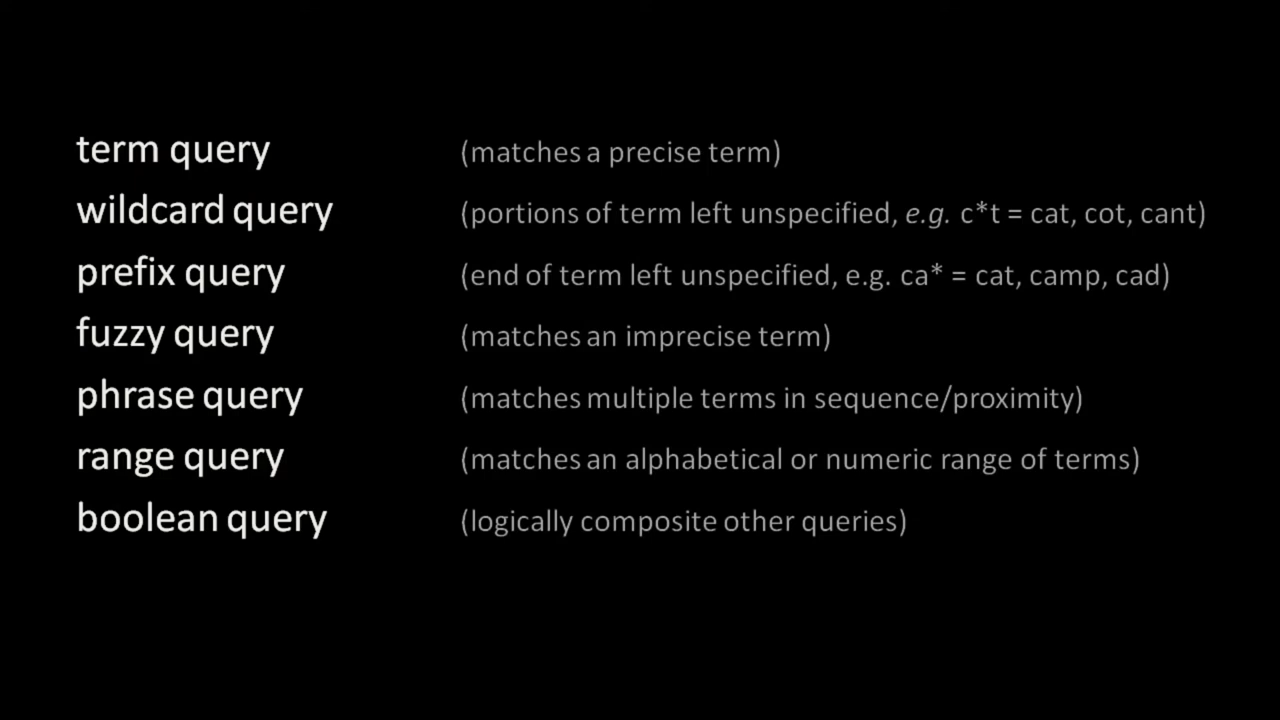 term query (matches a precise term)
wildcard query (portions of term left unspecified, e.g. c*t = cat, cot, cant)
prefix query (end of term left unspecified, e.g. ca* = cat, camp, cad)
fuzzy query (matches an imprecise term)
phrase query (matches multiple terms in sequence/proximity)
range query (matches an alphabetical or numeric range of terms)
boolean query (logically composite other queries)